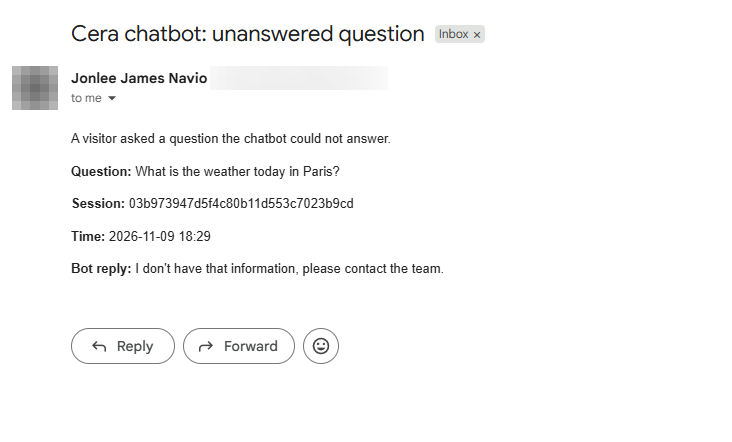 Cera chatbot: unanswered question Inbox ×
Jonlee James Navio
to me
A visitor asked a question the chatbot could not answer.
Question: What is the weather today in Paris?
Session: 03b973947d5f4c80b11d553c7023b9cd
Time: 2026-11-09 18:29
Bot reply: I don't have that information, please contact the team.
Reply Forward